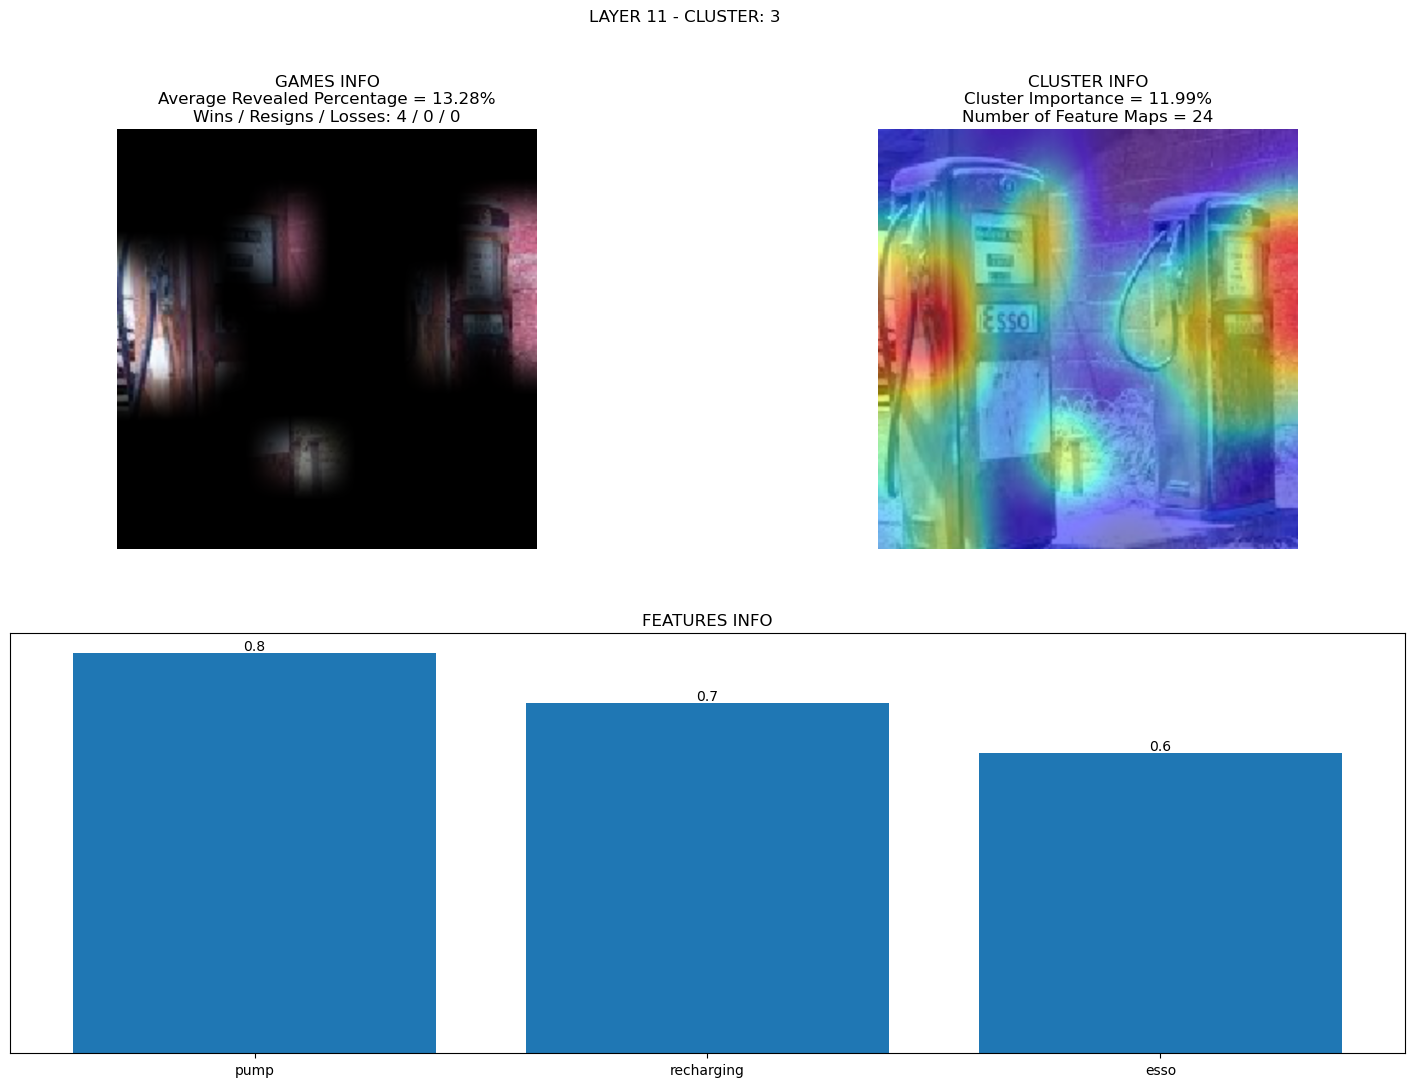 LAYER 11 - CLUSTER: 3
GAMES INFO
Average Revealed Percentage = 13.28%
Wins / Resigns / Losses: 4 / 0 / 0
CLUSTER INFO
Cluster Importance = 11.99%
Number of Feature Maps = 24
ESSO
FEATURES INFO
0.8
0.7
0.6
pump
recharging
esso